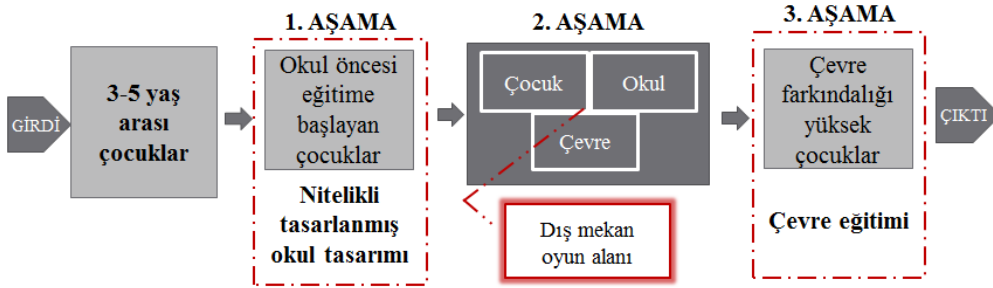 GİRDİ
3-5 yaş
arası
çocuklar
1. AŞAMA
Okul öncesi
eğitime
başlayan
çocuklar
Nitelikli
tasarlanmış
okul tasarımı
2. AŞAMA
Çocuk
Okul
Çevre
Dış mekan
oyun alanı
3. AŞAMA
Çevre
farkındalığı
yüksek
çocuklar
Çevre eğitimi
ÇIKTI